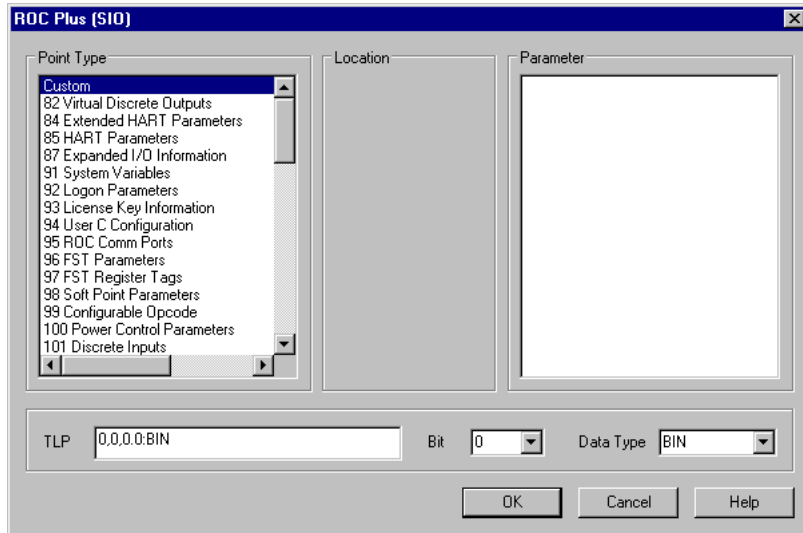 ROC Plus (SIO)
Point Type
Location
Parameter
Custom
82 Virtual Discrete Outputs
84 Extended HART Parameters
85 HART Parameters
87 Expanded I/O Information
91 System Variables
92 Logon Parameters
93 License Key Information
94 User C Configuration
95 ROC Comm Ports
96 FST Parameters
97 FST Register Tags
98 Soft Point Parameters
99 Configurable Opcode
100 Power Control Parameters
101 Discrete Inputs
TLP 0,0,0.0:BIN Bit 0 Data Type BIN
OK Cancel Help